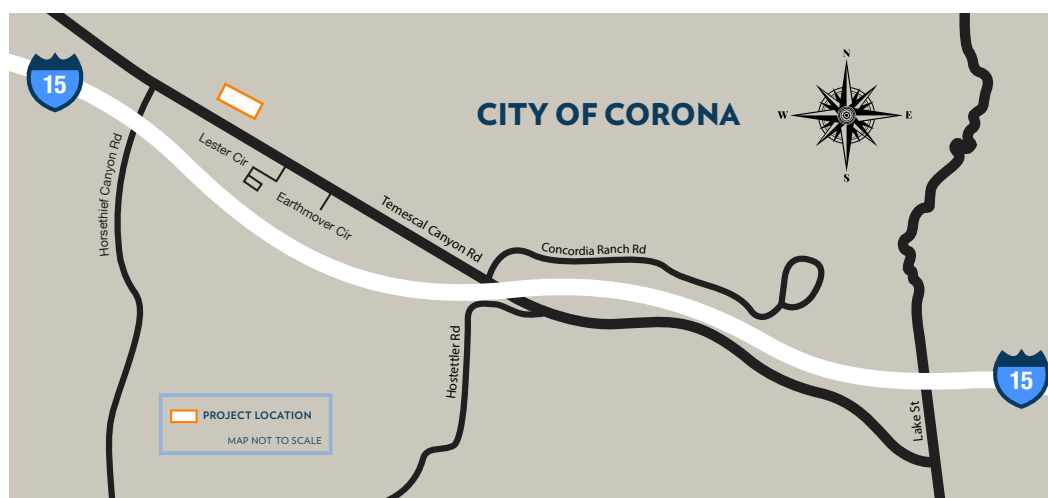 15
N
CITY OF CORONA
W
E
S
Horsethief Canyon Rd
Lester Cir
Earthmover Cir
Temescal Canyon Rd
Concordia Ranch Rd
Hostettler Rd
15
Lake St
PROJECT LOCATION
MAP NOT TO SCALE